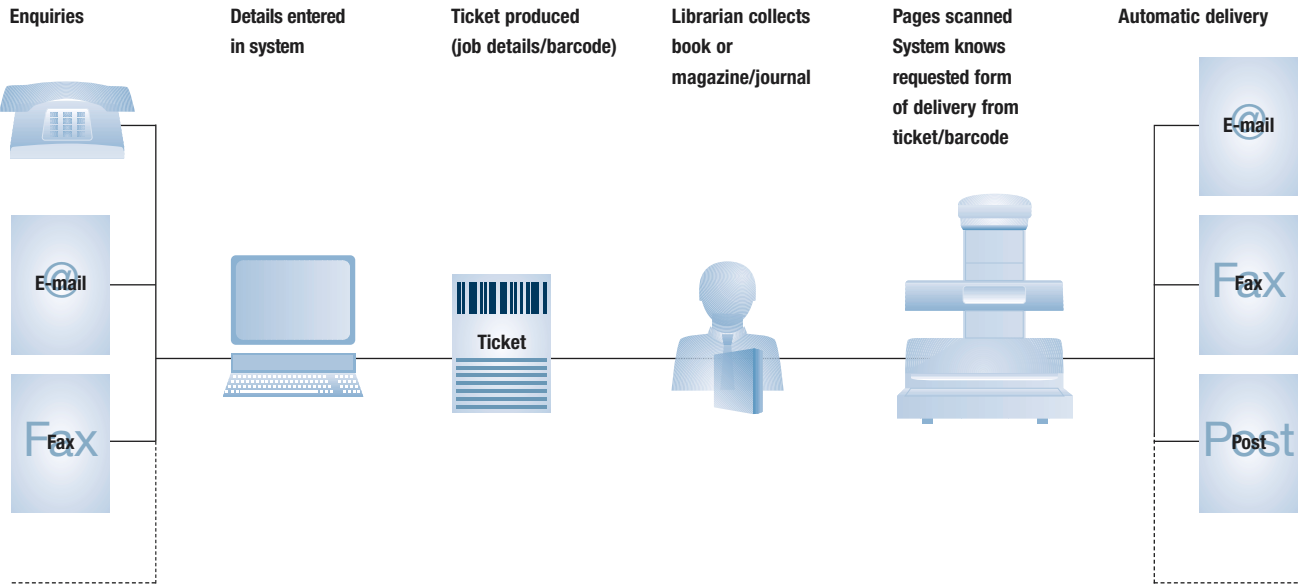 Enquiries
Details entered
in system
Ticket produced
(job details/barcode)
Librarian collects
book or
magazine/journal
Pages scanned
System knows
requested form
of delivery from
ticket/barcode
Automatic delivery
@
E-mail
Fax
Fax
Ticket
@
E-mail
Fax
Fax
Post
Post